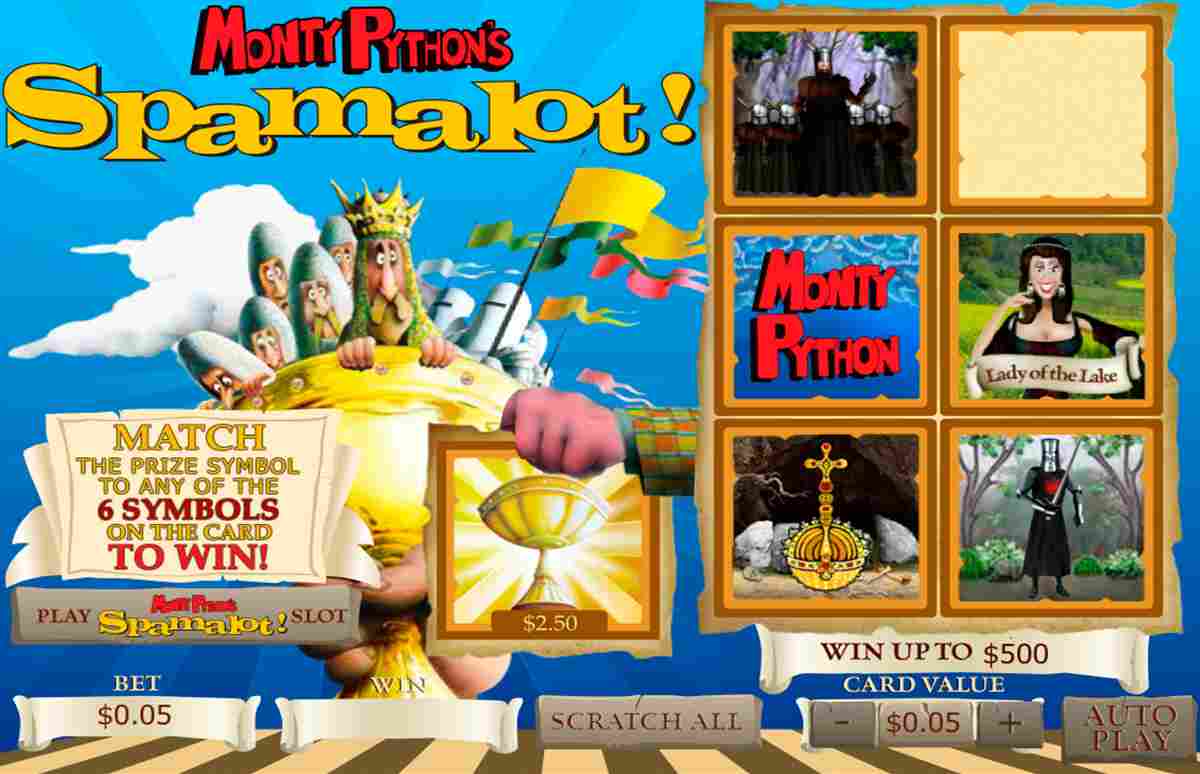 MONTY PYTHON'S
Spamalot!
MONTY
PYTHON
Lady of the Lake
MATCH
THE PRIZE SYMBOL
TO ANY OF THE
6 SYMBOLS
ON THE CARD
TO WIN!
PLAY MONTY PYTHON'S Spamalot! SLOT
$2.50
WIN UP TO $500
BET
$0.05
WIN
SCRATCH ALL
CARD VALUE
- $0.05 +
AUTO
PLAY